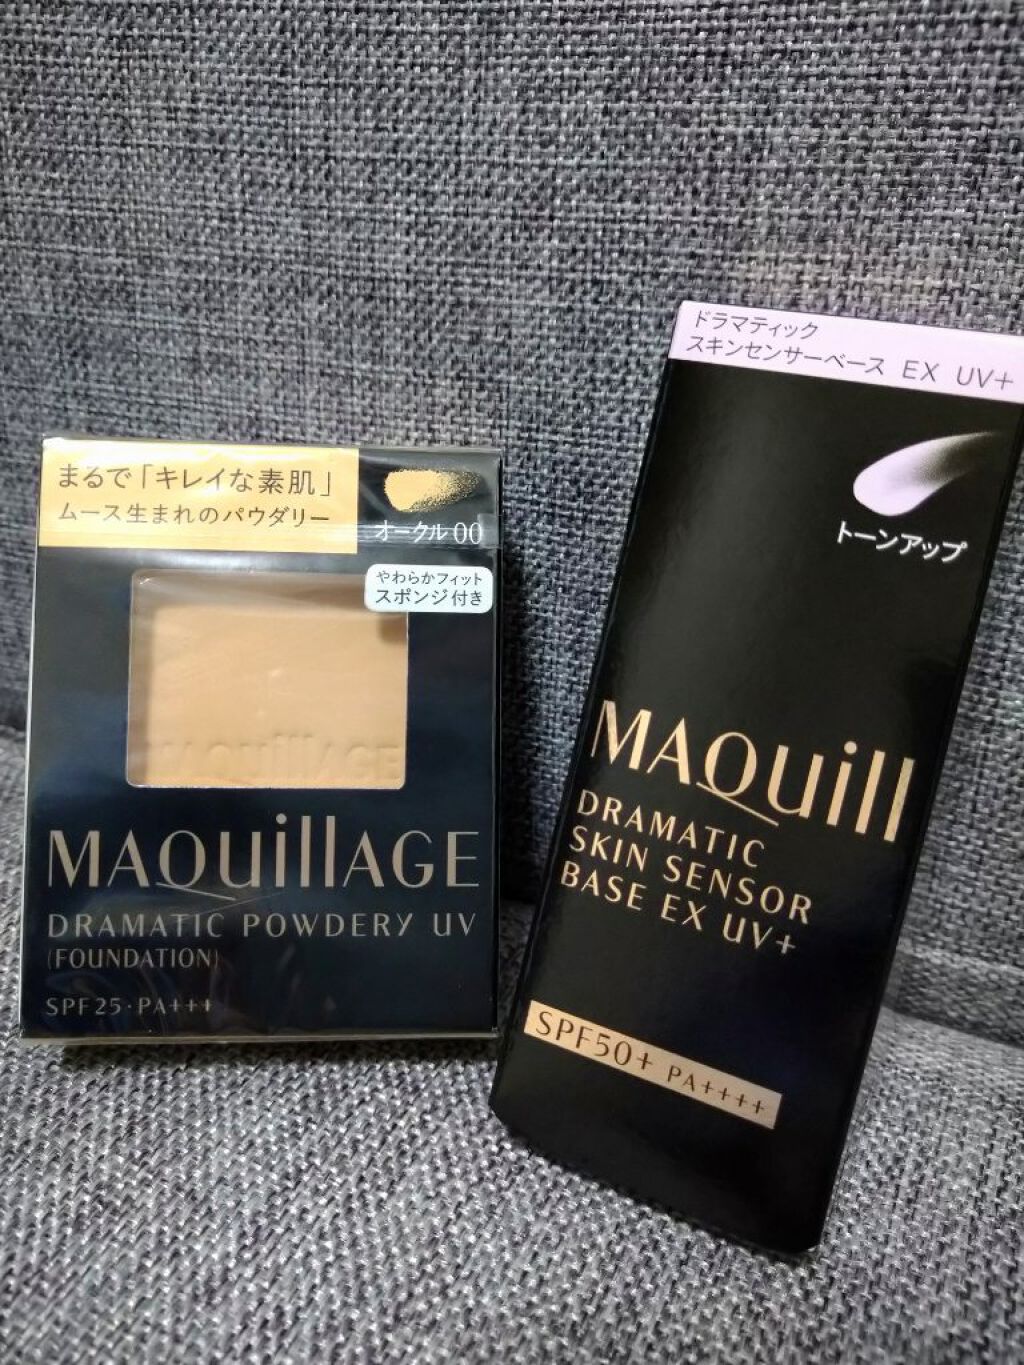 まるで「キレイな素肌」
ムース生まれのパウダリー
オークル00
やわらかフィット
スポンジ付き
MAQuillAGE
MAQuillAGE
DRAMATIC POWDERY UV
(FOUNDATION)
SPF25・PA+++
ドラマティック
スキンセンサーベース EX UV+
トーンアップ
MAQuill
DRAMATIC
SKIN SENSOR
BASE EX UV+
SPF50+ PA++++